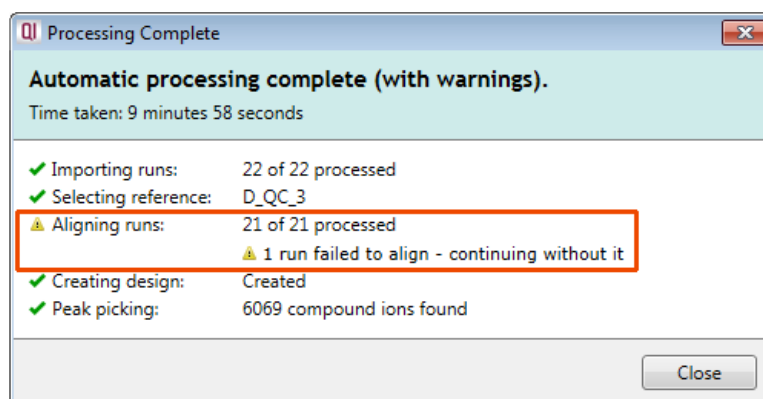 QI Processing Complete
Automatic processing complete (with warnings).
Time taken: 9 minutes 58 seconds
Importing runs: 22 of 22 processed
Selecting reference: D_QC_3
Aligning runs: 21 of 21 processed
1 run failed to align - continuing without it
Creating design: Created
Peak picking: 6069 compound ions found
Close